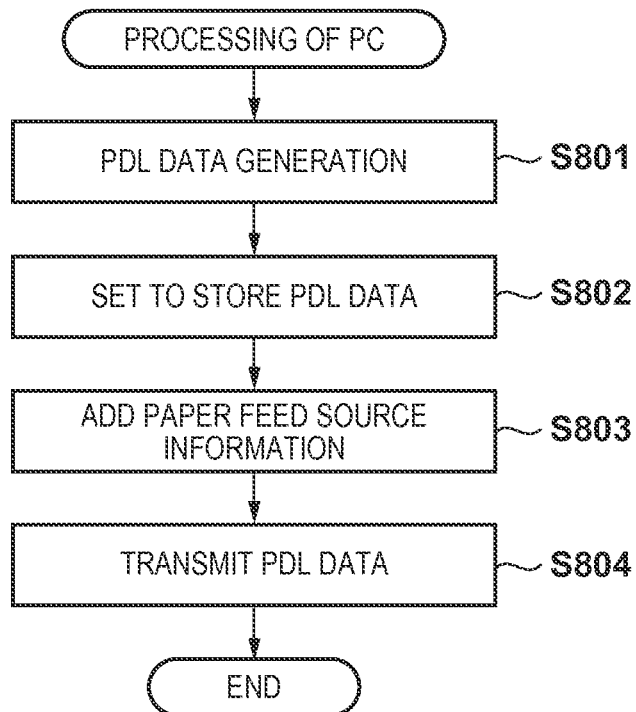 PROCESSING OF PC
PDL DATA GENERATION
S801
SET TO STORE PDL DATA
S802
ADD PAPER FEED SOURCE
INFORMATION
S803
TRANSMIT PDL DATA
S804
END